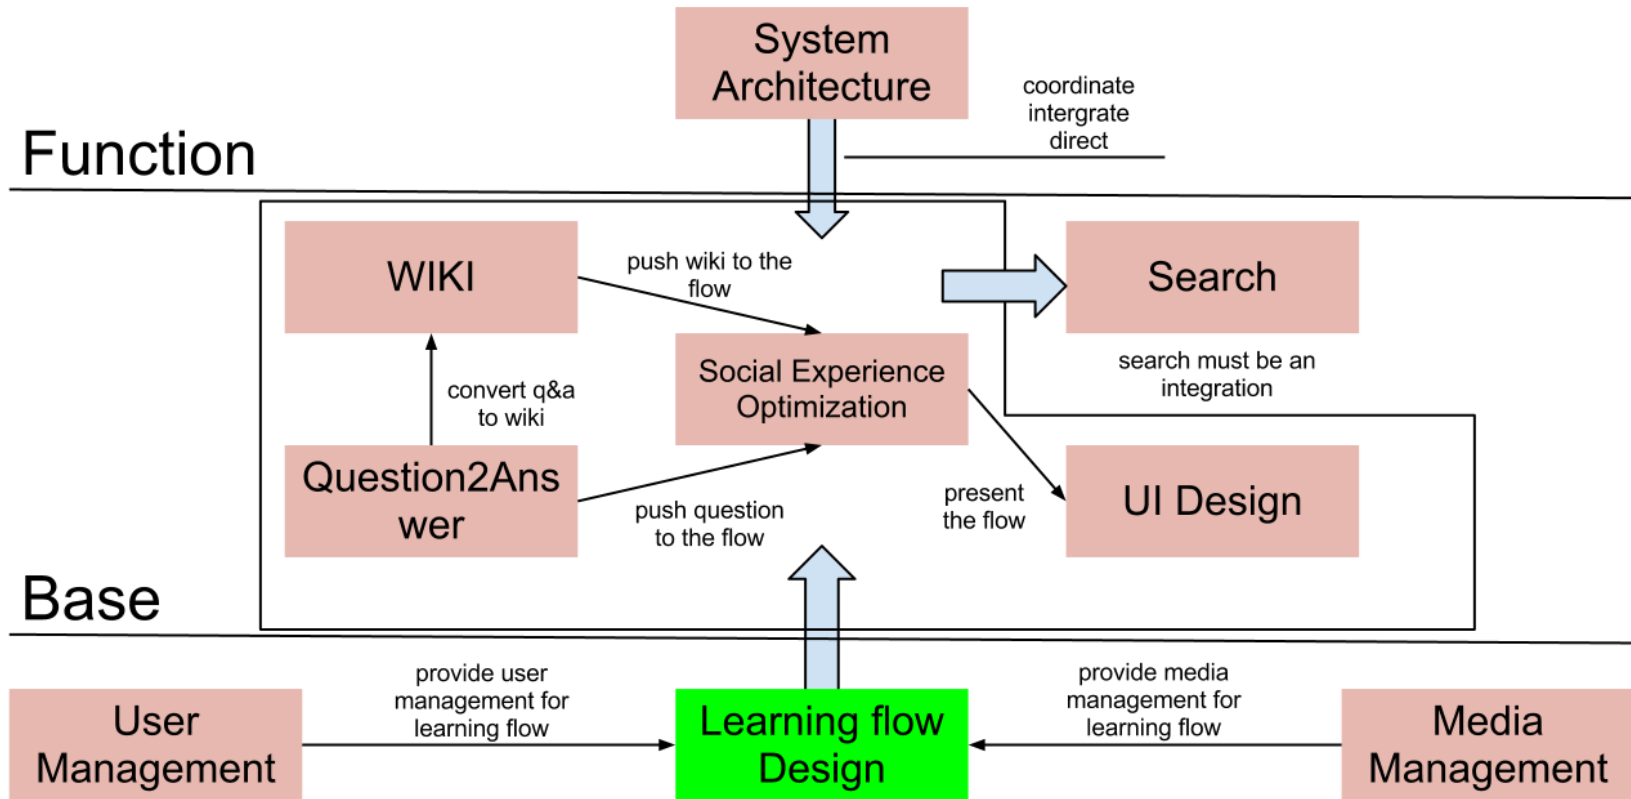 System
Architecture
coordinate
intergrate
direct
Function
WIKI
push wiki to the
flow
Search
Social Experience
Optimization
search must be an
integration
convert q&a
to wiki
Question2Ans
wer
push question
to the flow
present
the flow
UI Design
Base
provide user
management for
learning flow
provide media
management for
learning flow
User
Management
Learning flow
Design
Media
Management